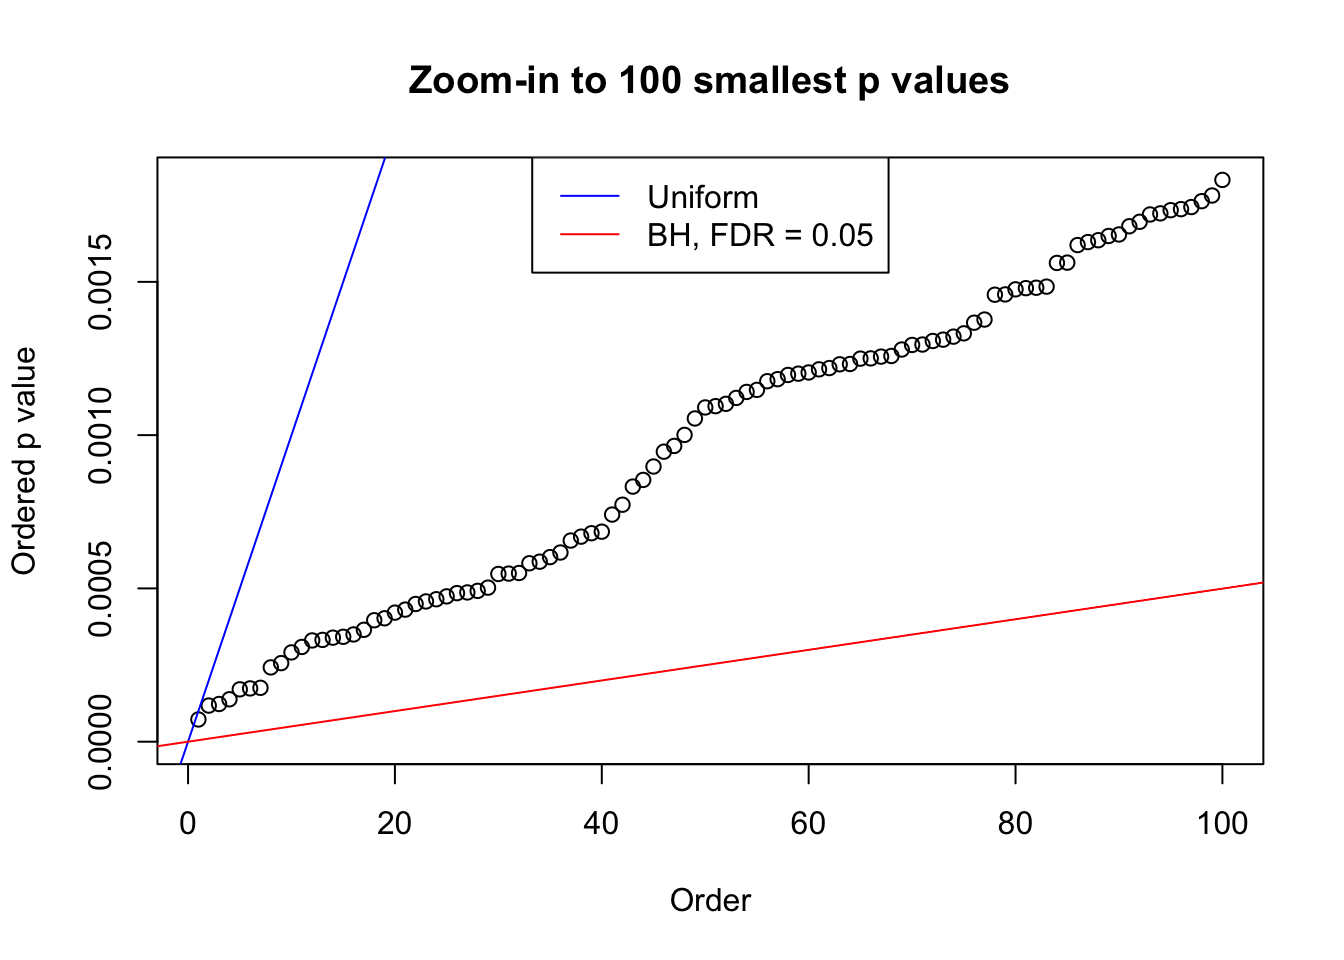 Zoom-in to 100 smallest p values
Uniform
BH, FDR = 0.05
Ordered p value
0.0015
0.0010
0.0005
0.0000
0 20 40 60 80 100
Order